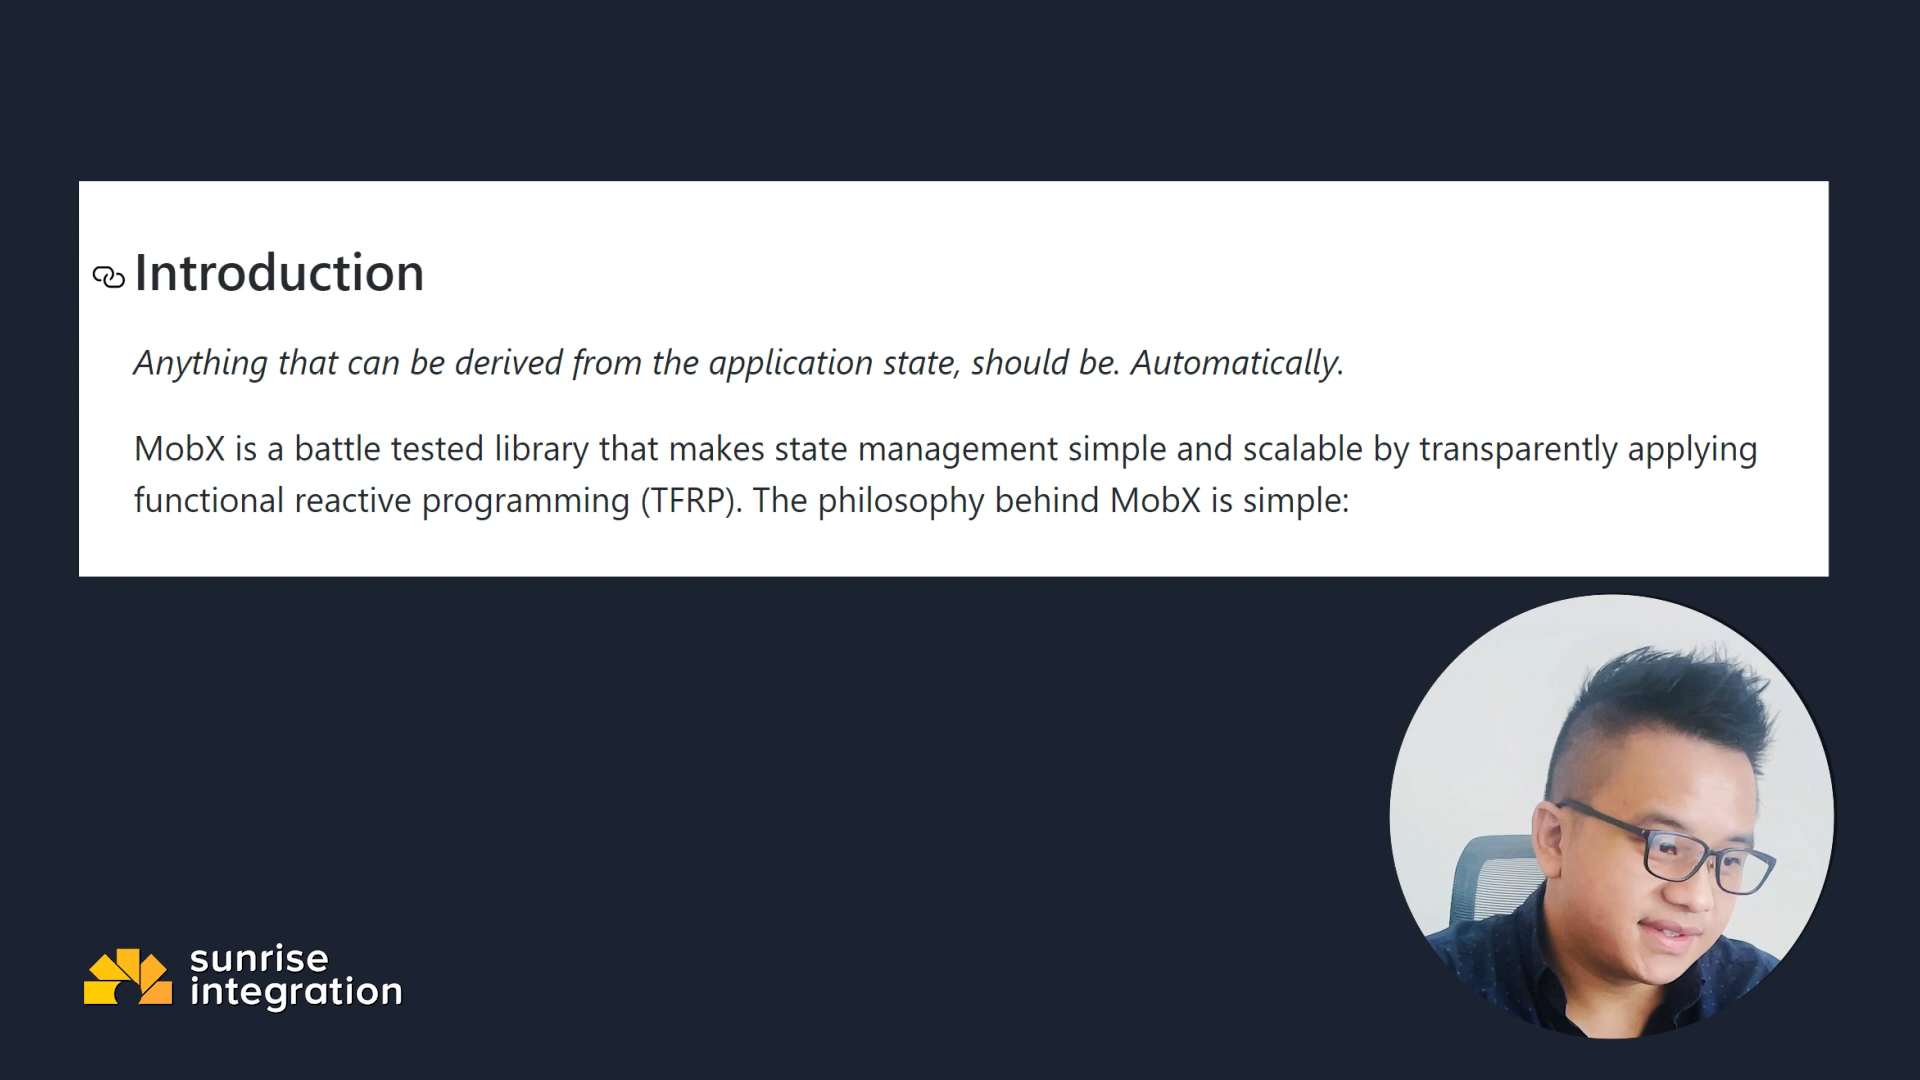 Introduction
Anything that can be derived from the application state, should be. Automatically.
MobX is a battle tested library that makes state management simple and scalable by transparently applying
functional reactive programming (TFRP). The philosophy behind MobX is simple:
sunrise
integration